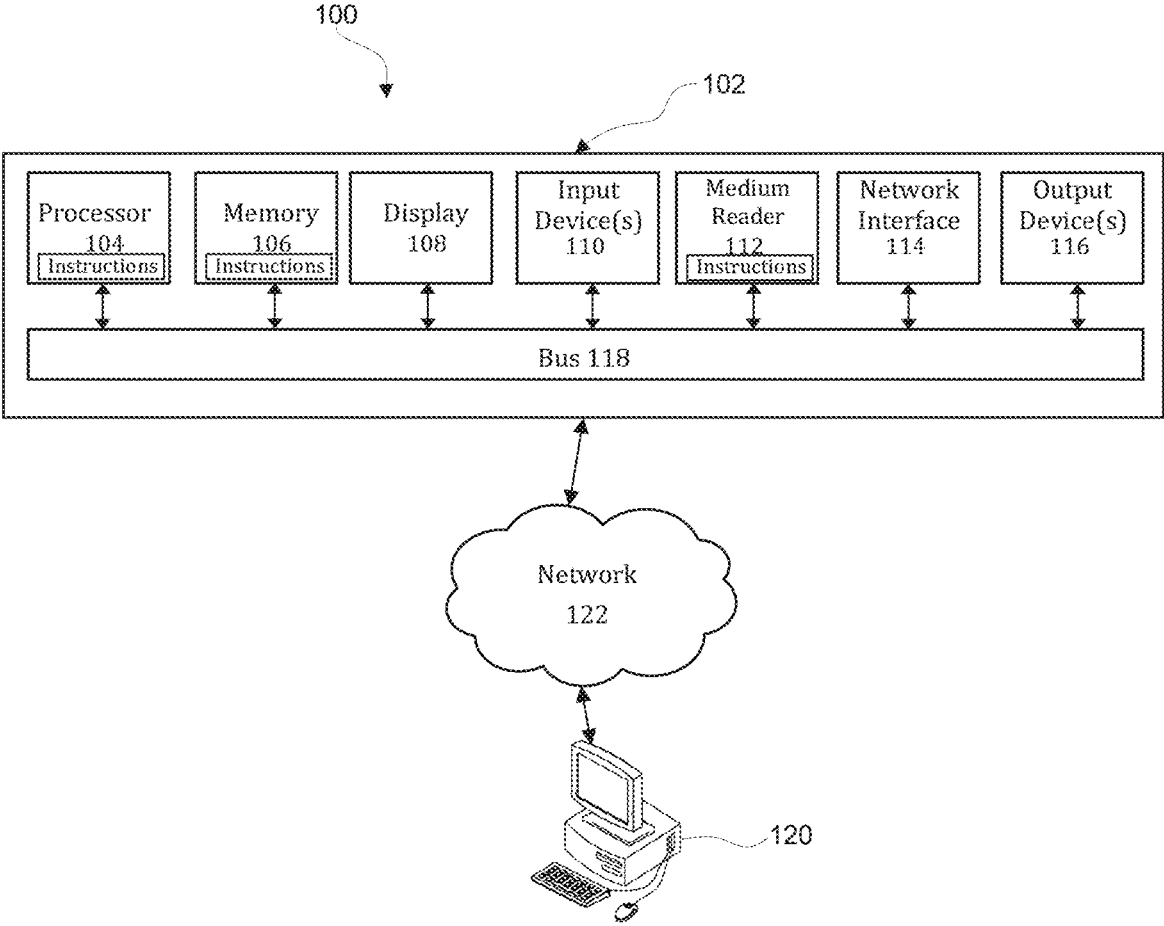 100
102
Processor
104
Instructions
Memory
106
Instructions
Display
108
Input
Device(s)
110
Medium
Reader
112
Instructions
Network
Interface
114
Output
Device(s)
116
Bus 118
Network
122
120